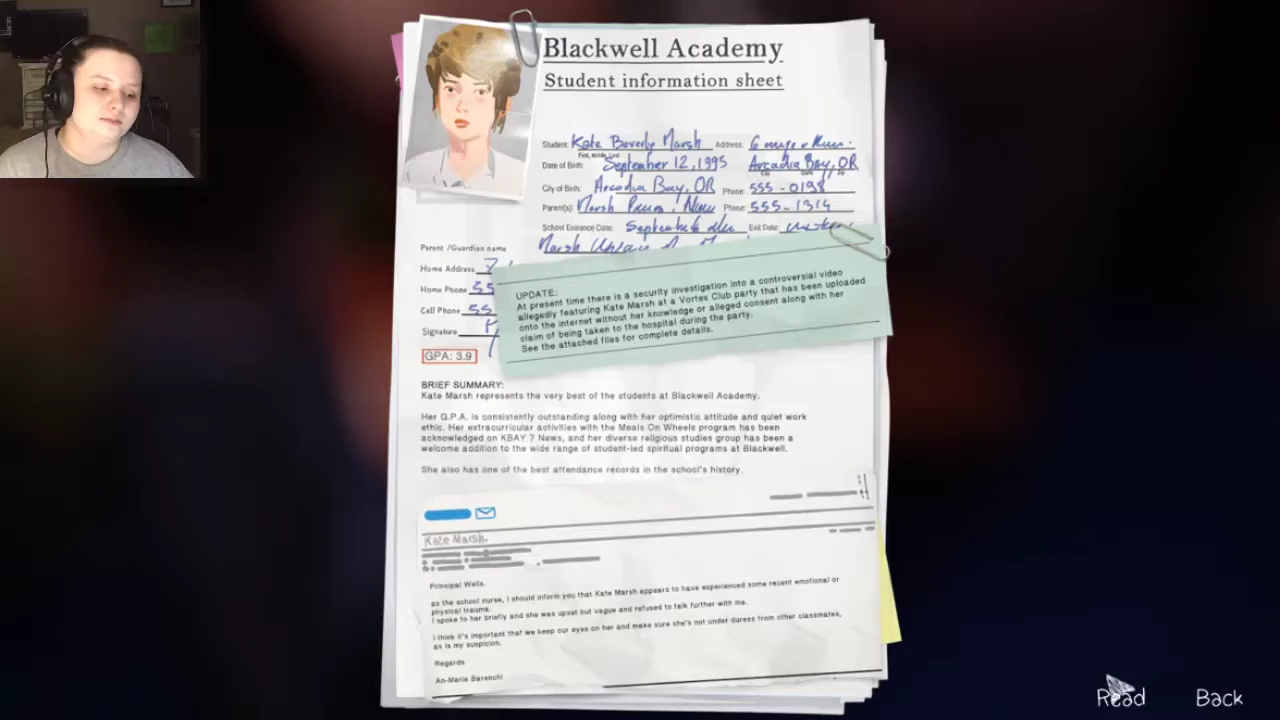 Blackwell Academy
Student information sheet
Student: Kate Beverly Marsh Address:
First, Middle, Last
Date of Birth: September 12, 1995 Arcadia Bay, OR
City State Zip
City of Birth: Arcadia Bay, OR Phone: 555-0198
Parent(s): Marsh Phone: 555-1314
School Entrance Date: September Exit Date:
Parent /Guardian name Marsh
Home Address 7
Home Phone 55
Cell Phone 55
Signature
GPA: 3.9
UPDATE:
At present time there is a security investigation into a controversial video
allegedly featuring Kate Marsh at a Vortex Club party that has been uploaded
onto the internet without her knowledge or alleged consent along with her
claim of being taken to the hospital during the party.
See the attached files for complete details.
BRIEF SUMMARY:
Kate Marsh represents the very best of the students at Blackwell Academy.
Her G.P.A. is consistently outstanding along with her optimistic attitude and quiet work
ethic. Her extracurricular activities with the Meals On Wheels program has been
acknowledged on KBAY 7 News, and her diverse religious studies group has been a
welcome addition to the wide range of student-led spiritual programs at Blackwell.
She also has one of the best attendance records in the school's history.
Kate Marsh.
Principal Wells.
as the school nurse, I should inform you that Kate Marsh appears to have experienced some recent emotional or
physical trauma.
I spoke to her briefly and she was upset but vague and refused to talk further with me.
I think it's important that we keep our eyes on her and make sure she's not under duress from other classmates,
as is my suspicion.
Regards
An-Marie Barenchi
Read Back